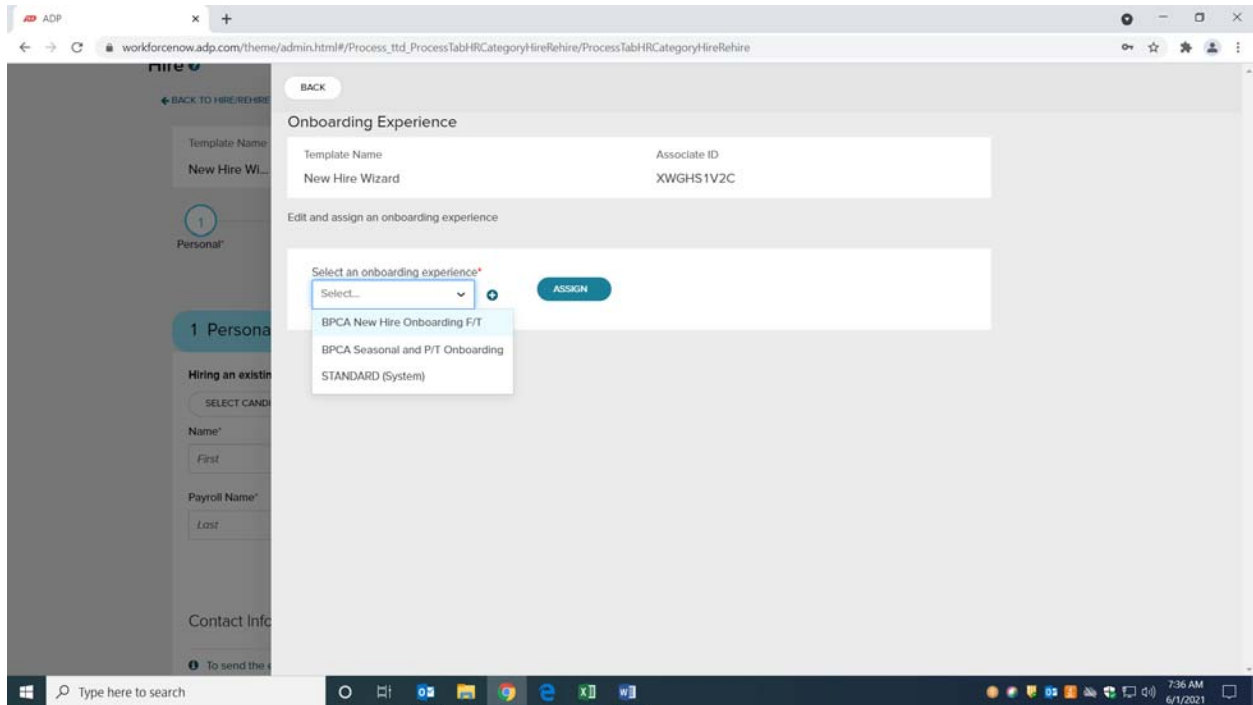 ADP
workforcenow.adp.com/theme/admin.html#/Process_ttd_ProcessTabHRCategoryHireRehire/ProcessTabHRCategoryHireRehire
Hire
BACK TO HIRE/REHIRE
BACK
Onboarding Experience
Template Name
New Hire Wi...
Template Name
Associate ID
New Hire Wizard
XWGHS1V2C
1
Personal*
Edit and assign an onboarding experience
Select an onboarding experience*
Select...
ASSIGN
BPCA New Hire Onboarding F/T
BPCA Seasonal and P/T Onboarding
STANDARD (System)
1 Persona
Hiring an existin
SELECT CANDI
Name*
First
Payroll Name*
Last
Contact Info
To send the
Type here to search
7:36 AM
6/1/2021